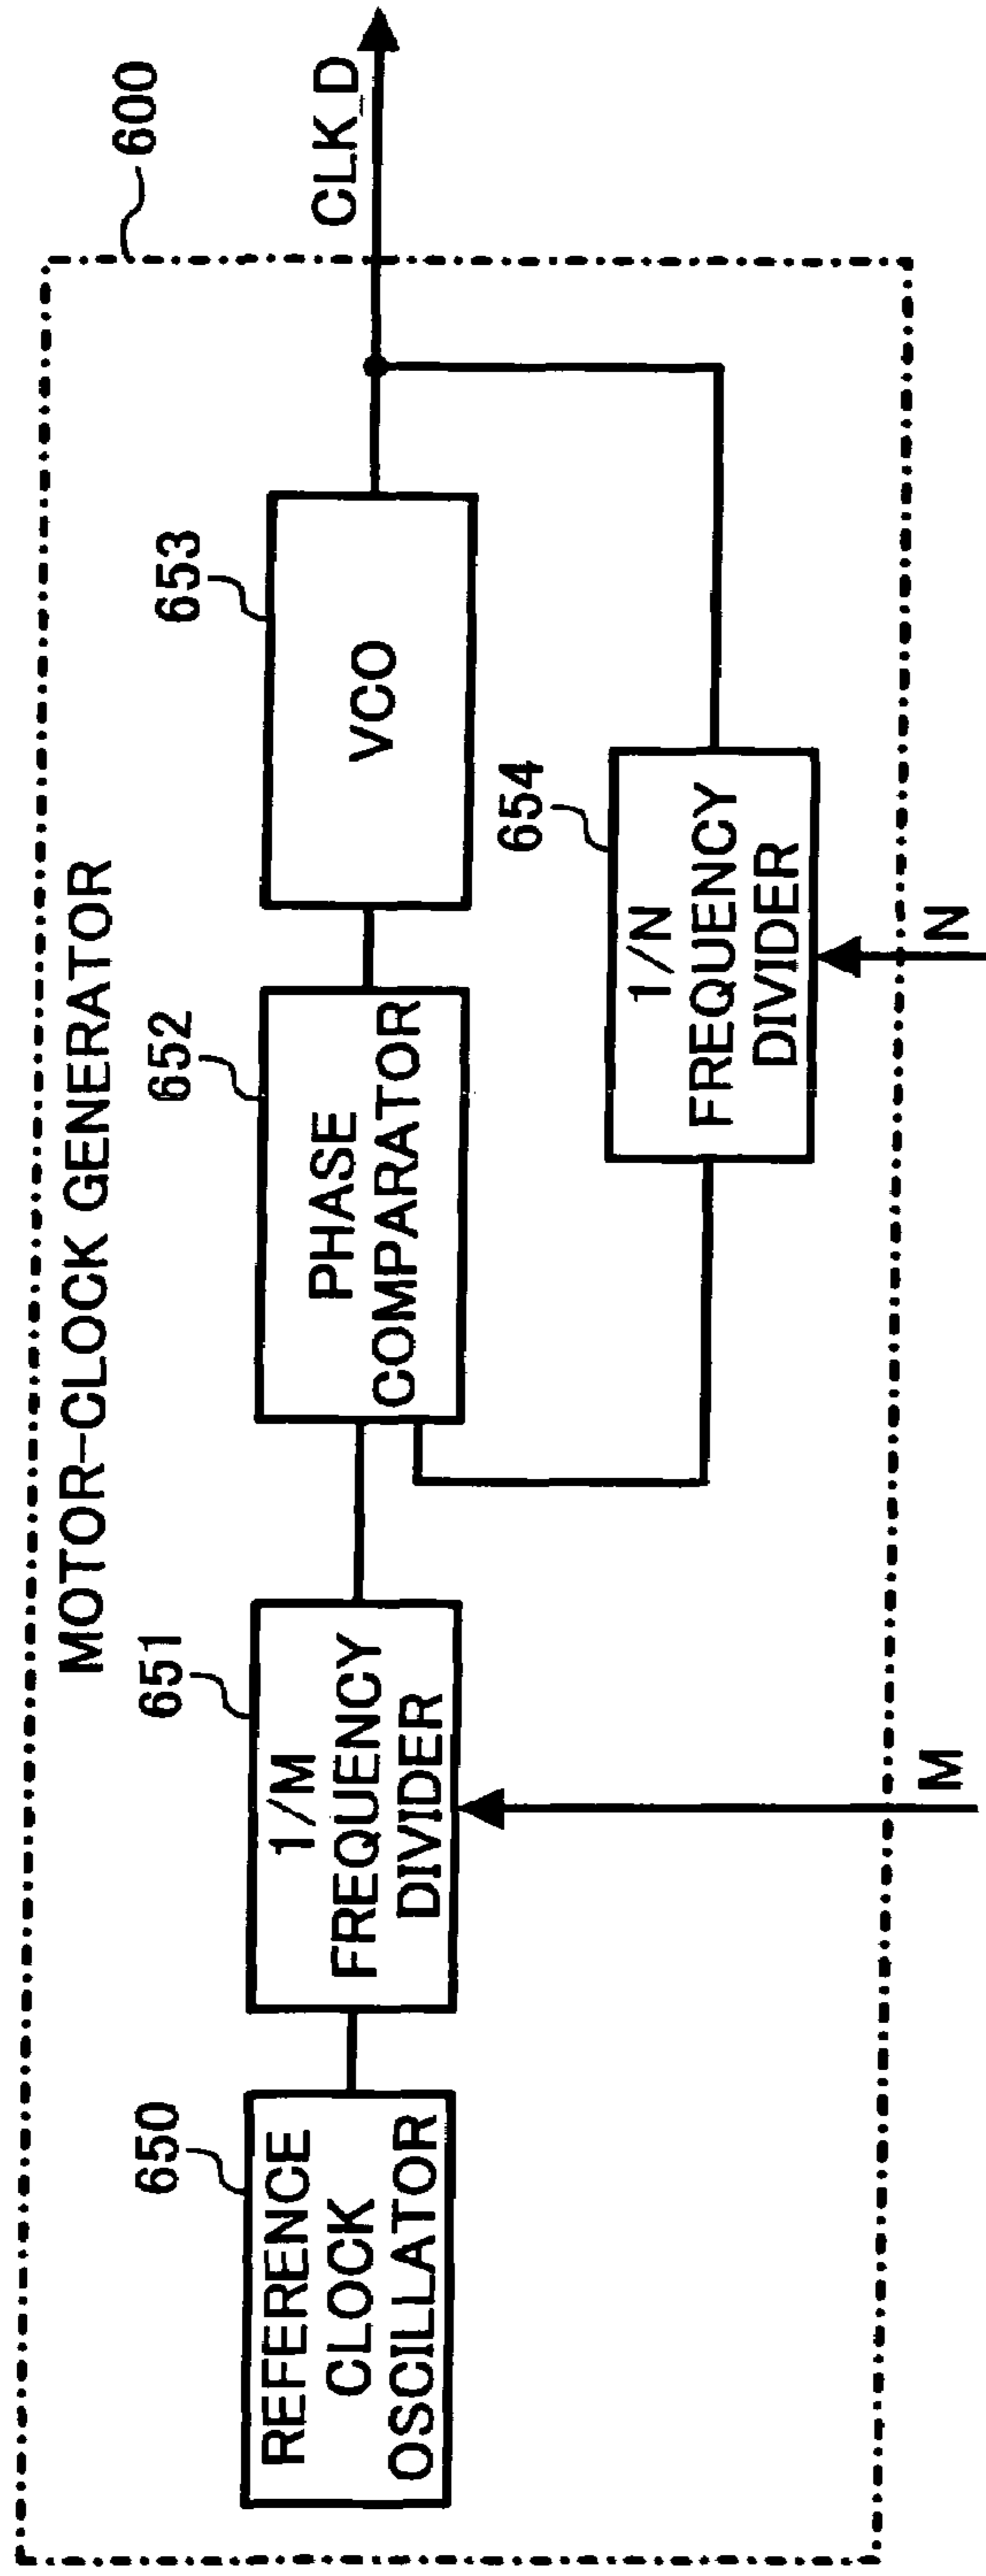 600
MOTOR-CLOCK GENERATOR
CLK_D
650
REFERENCE
CLOCK
OSCILLATOR
651
1/M
FREQUENCY
DIVIDER
652
PHASE
COMPARATOR
653
VCO
654
1/N
FREQUENCY
DIVIDER
M
N